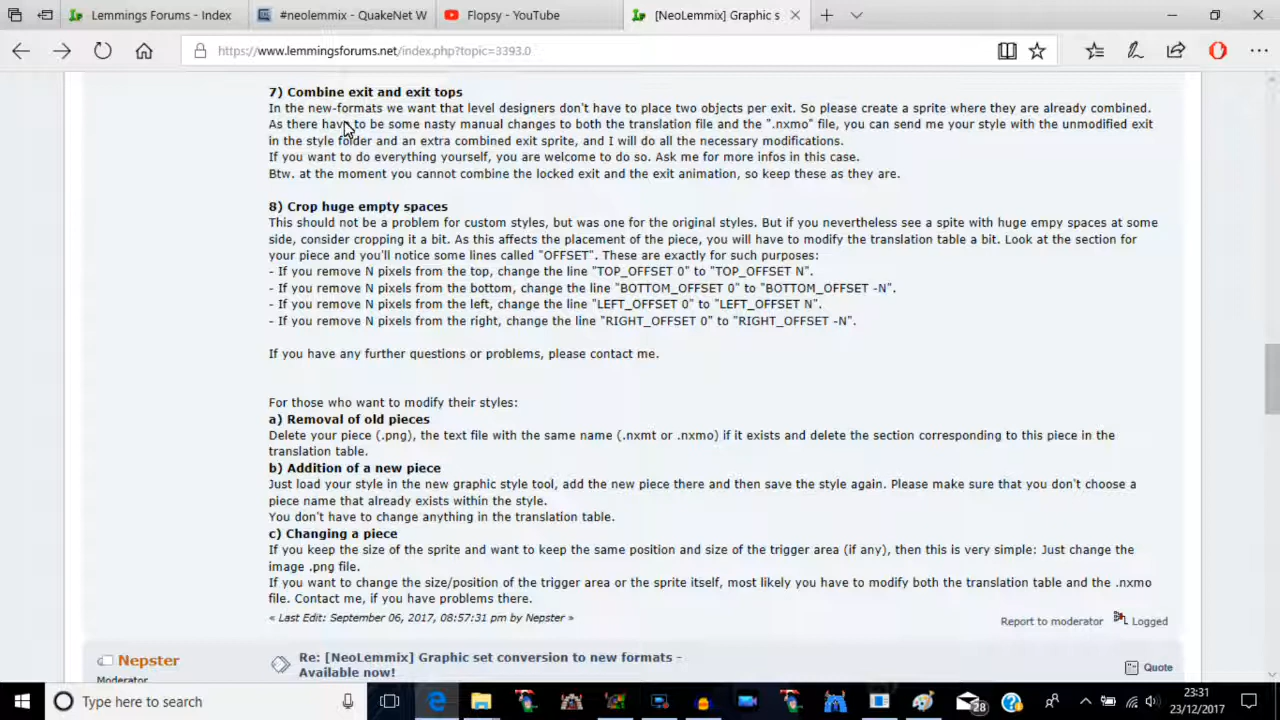 Lemmings Forums - Index
#neolemmix - QuakeNet W
Flopsy - YouTube
[NeoLemmix] Graphic s
https://www.lemmingsforums.net/index.php?topic=3393.0
7) Combine exit and exit tops
In the new-formats we want that level designers don't have to place two objects per exit. So please create a sprite where they are already combined.
As there have to be some nasty manual changes to both the translation file and the ".nxmo" file, you can send me your style with the unmodified exit
in the style folder and an extra combined exit sprite, and I will do all the necessary modifications.
If you want to do everything yourself, you are welcome to do so. Ask me for more infos in this case.
Btw. at the moment you cannot combine the locked exit and the exit animation, so keep these as they are.
8) Crop huge empty spaces
This should not be a problem for custom styles, but was one for the original styles. But if you nevertheless see a spite with huge empy spaces at some
side, consider cropping it a bit. As this affects the placement of the piece, you will have to modify the translation table a bit. Look at the section for
your piece and you'll notice some lines called "OFFSET". These are exactly for such purposes:
- If you remove N pixels from the top, change the line "TOP_OFFSET 0" to "TOP_OFFSET N".
- If you remove N pixels from the bottom, change the line "BOTTOM_OFFSET 0" to "BOTTOM_OFFSET -N".
- If you remove N pixels from the left, change the line "LEFT_OFFSET 0" to "LEFT_OFFSET N".
- If you remove N pixels from the right, change the line "RIGHT_OFFSET 0" to "RIGHT_OFFSET -N".
If you have any further questions or problems, please contact me.
For those who want to modify their styles:
a) Removal of old pieces
Delete your piece (.png), the text file with the same name (.nxmt or .nxmo) if it exists and delete the section corresponding to this piece in the
translation table.
b) Addition of a new piece
Just load your style in the new graphic style tool, add the new piece there and then save the style again. Please make sure that you don't choose a
piece name that already exists within the style.
You don't have to change anything in the translation table.
c) Changing a piece
If you keep the size of the sprite and want to keep the same position and size of the trigger area (if any), then this is very simple: Just change the
image .png file.
If you want to change the size/position of the trigger area or the sprite itself, most likely you have to modify both the translation table and the .nxmo
file. Contact me, if you have problems there.
« Last Edit: September 06, 2017, 08:57:31 pm by Nepster »
Report to moderator
Logged
Nepster
Moderator
Re: [NeoLemmix] Graphic set conversion to new formats -
Available now!
Quote
Type here to search
28
23:31
23/12/2017